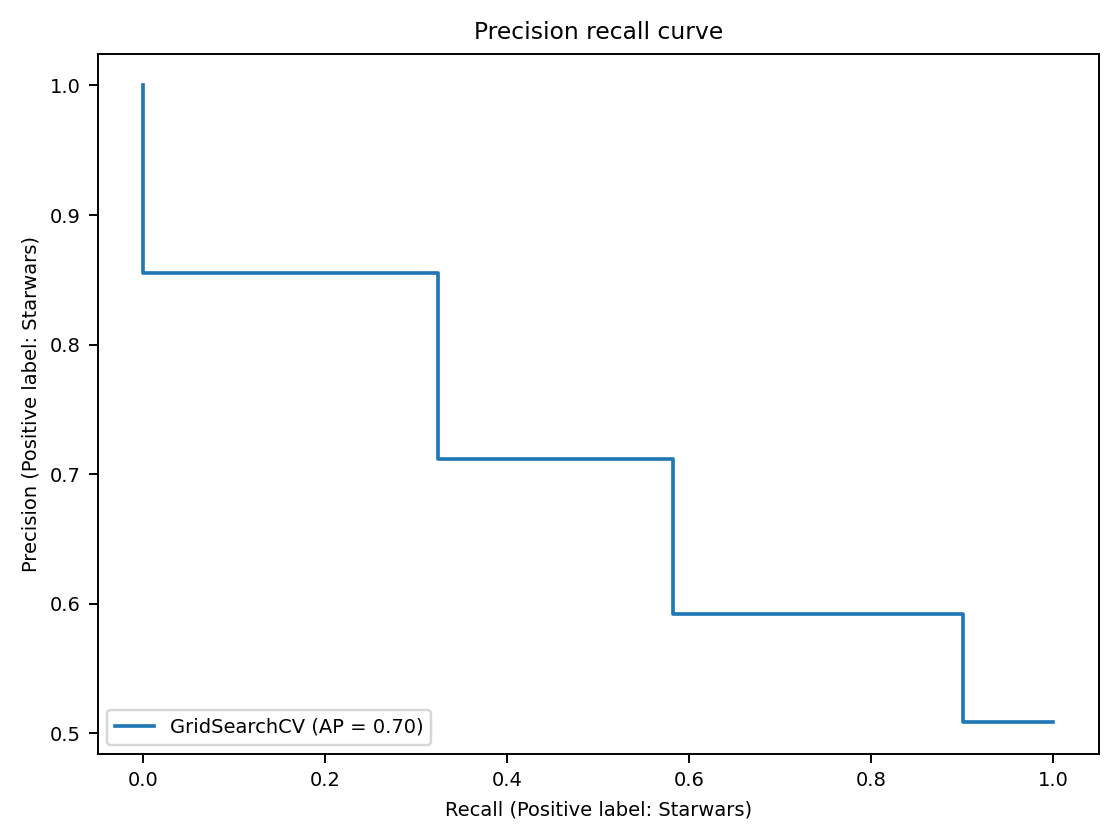 Precision recall curve
1.0
0.9
0.8
0.7
0.6
0.5
Precision (Positive label: Starwars)
GridSearchCV (AP = 0.70)
0.0 0.2 0.4 0.6 0.8 1.0
Recall (Positive label: Starwars)